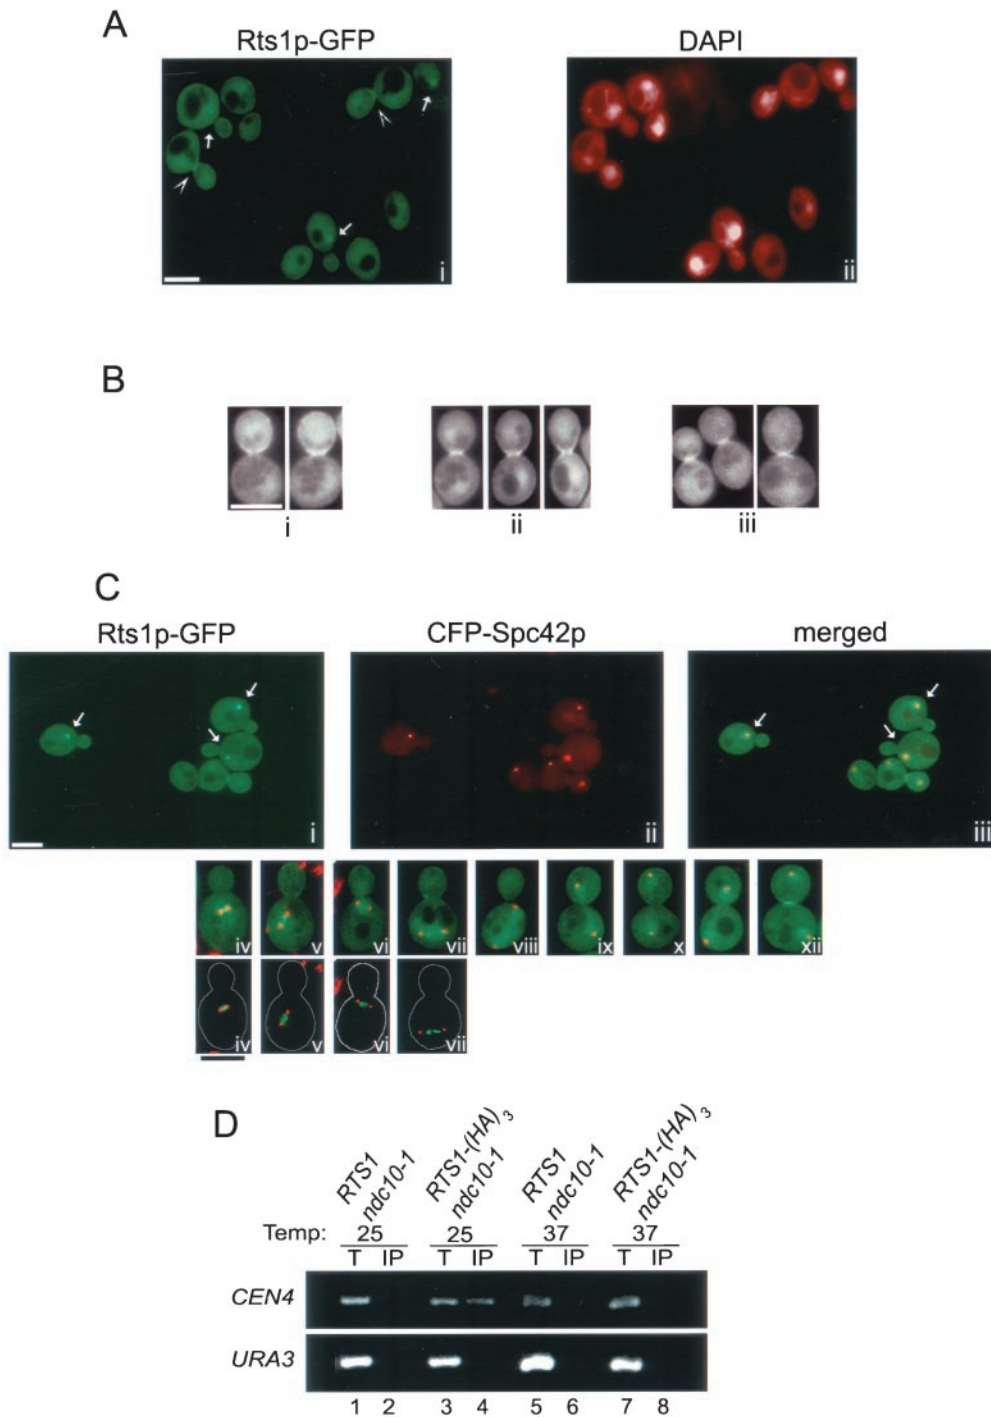 A
Rts1p-GFP DAPI
i ii
B
i ii iii
C
Rts1p-GFP CFP-Spc42p merged
i ii iii
iv v vi vii viii ix x xii
iv v vi vii
D
RTS1 ndc10-1 RTS1-(HA)3 ndc10-1 RTS1 ndc10-1 RTS1-(HA)3 ndc10-1
Temp: 25 25 37 37
T IP T IP T IP T IP
CEN4
URA3
1 2 3 4 5 6 7 8